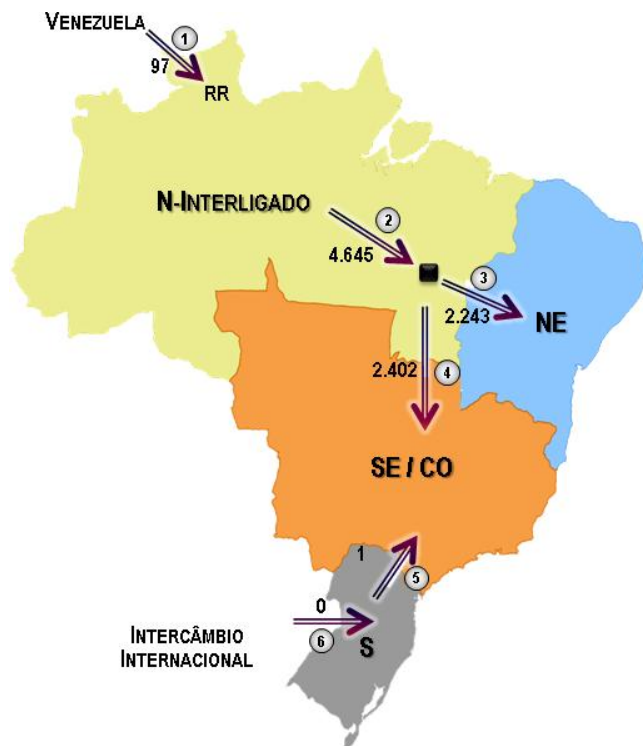 VENEZUELA
1
97
RR
N-INTERLIGADO
2
4.645
3
2.243
NE
2.402
4
SE / CO
1
5
0
INTERCÂMBIO
INTERNACIONAL
6
S